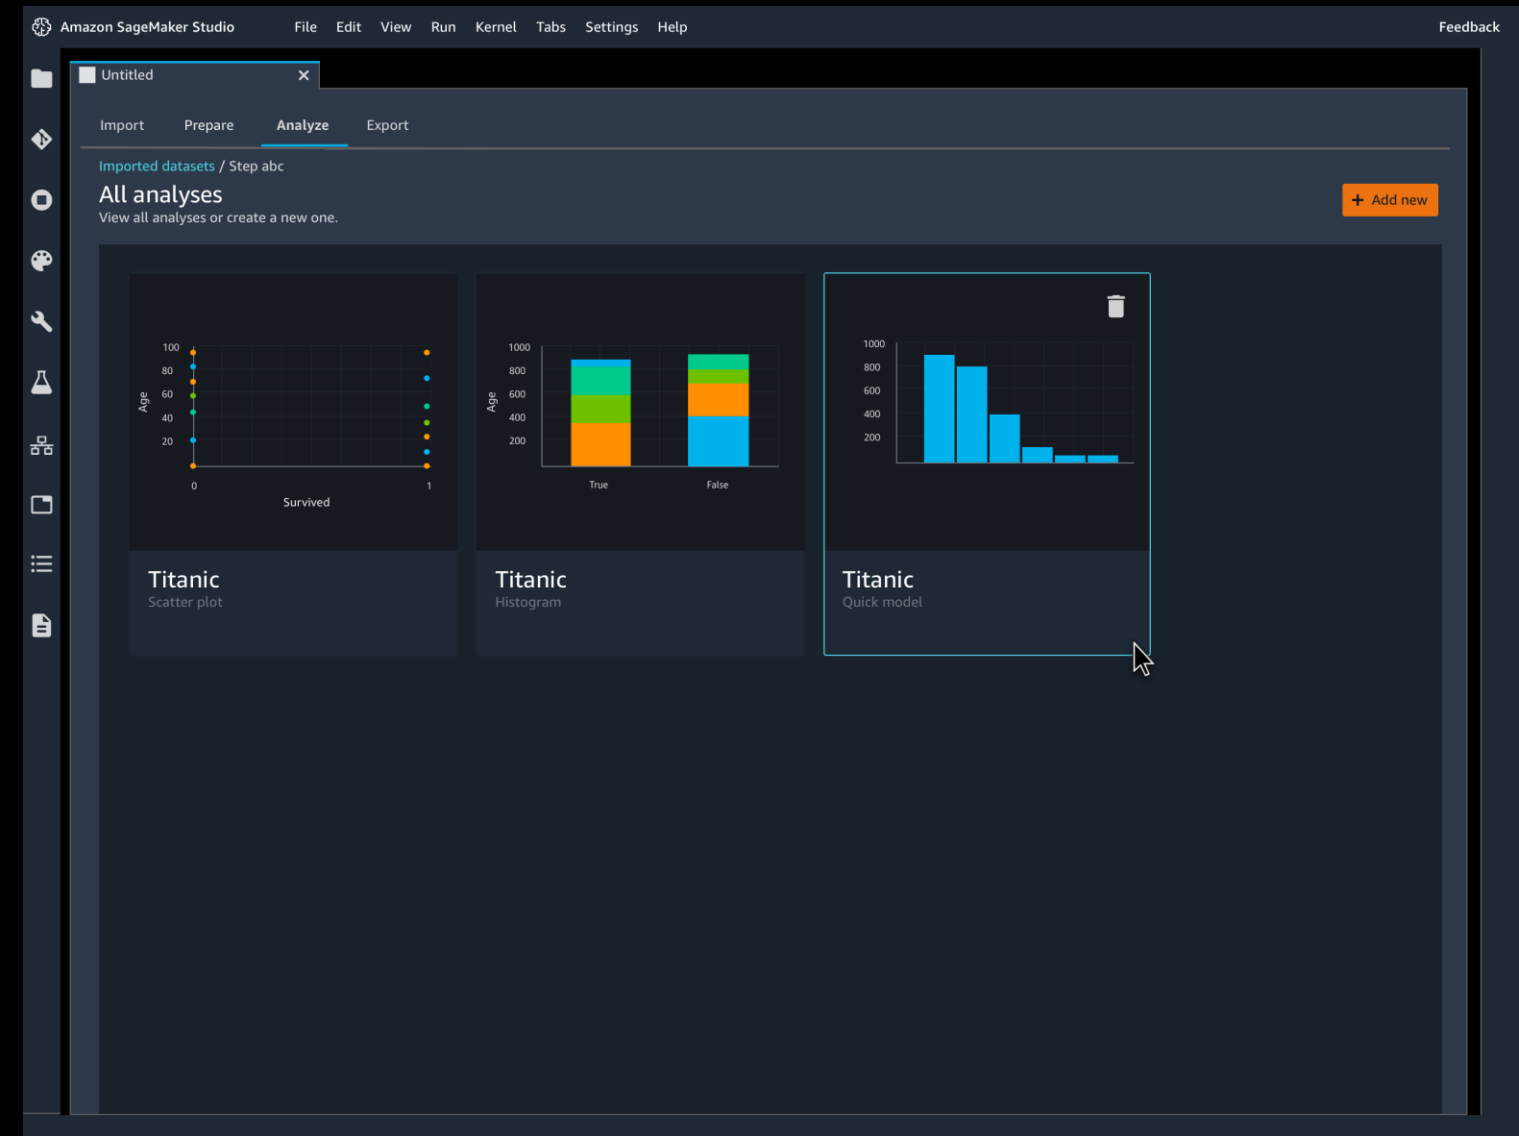 Amazon SageMaker Studio File Edit View Run Kernel Tabs Settings Help Feedback
Untitled
Import Prepare Analyze Export
Imported datasets / Step abc
All analyses
View all analyses or create a new one.
+ Add new
100
80
60
40
20
Age
0 1
Survived
Titanic
Scatter plot
1000
800
600
400
200
Age
True False
Titanic
Histogram
1000
800
600
400
200
Titanic
Quick model